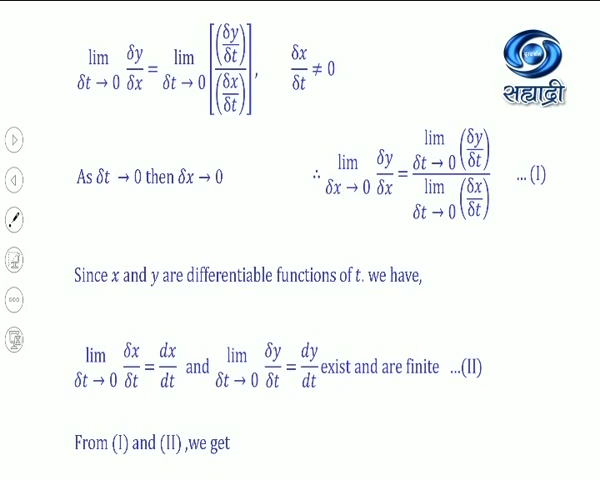 lim δt → 0 δy/δx = lim δt → 0 [(δy/δt)/(δx/δt)], δx/δt ≠ 0
सह्याद्री
As δt → 0 then δx → 0 ∴ lim δx → 0 δy/δx = lim δt → 0 (δy/δt) / lim δt → 0 (δx/δt) ... (I)
Since x and y are differentiable functions of t. we have,
lim δt → 0 δx/δt = dx/dt and lim δt → 0 δy/δt = dy/dt exist and are finite ...(II)
From (I) and (II) ,we get